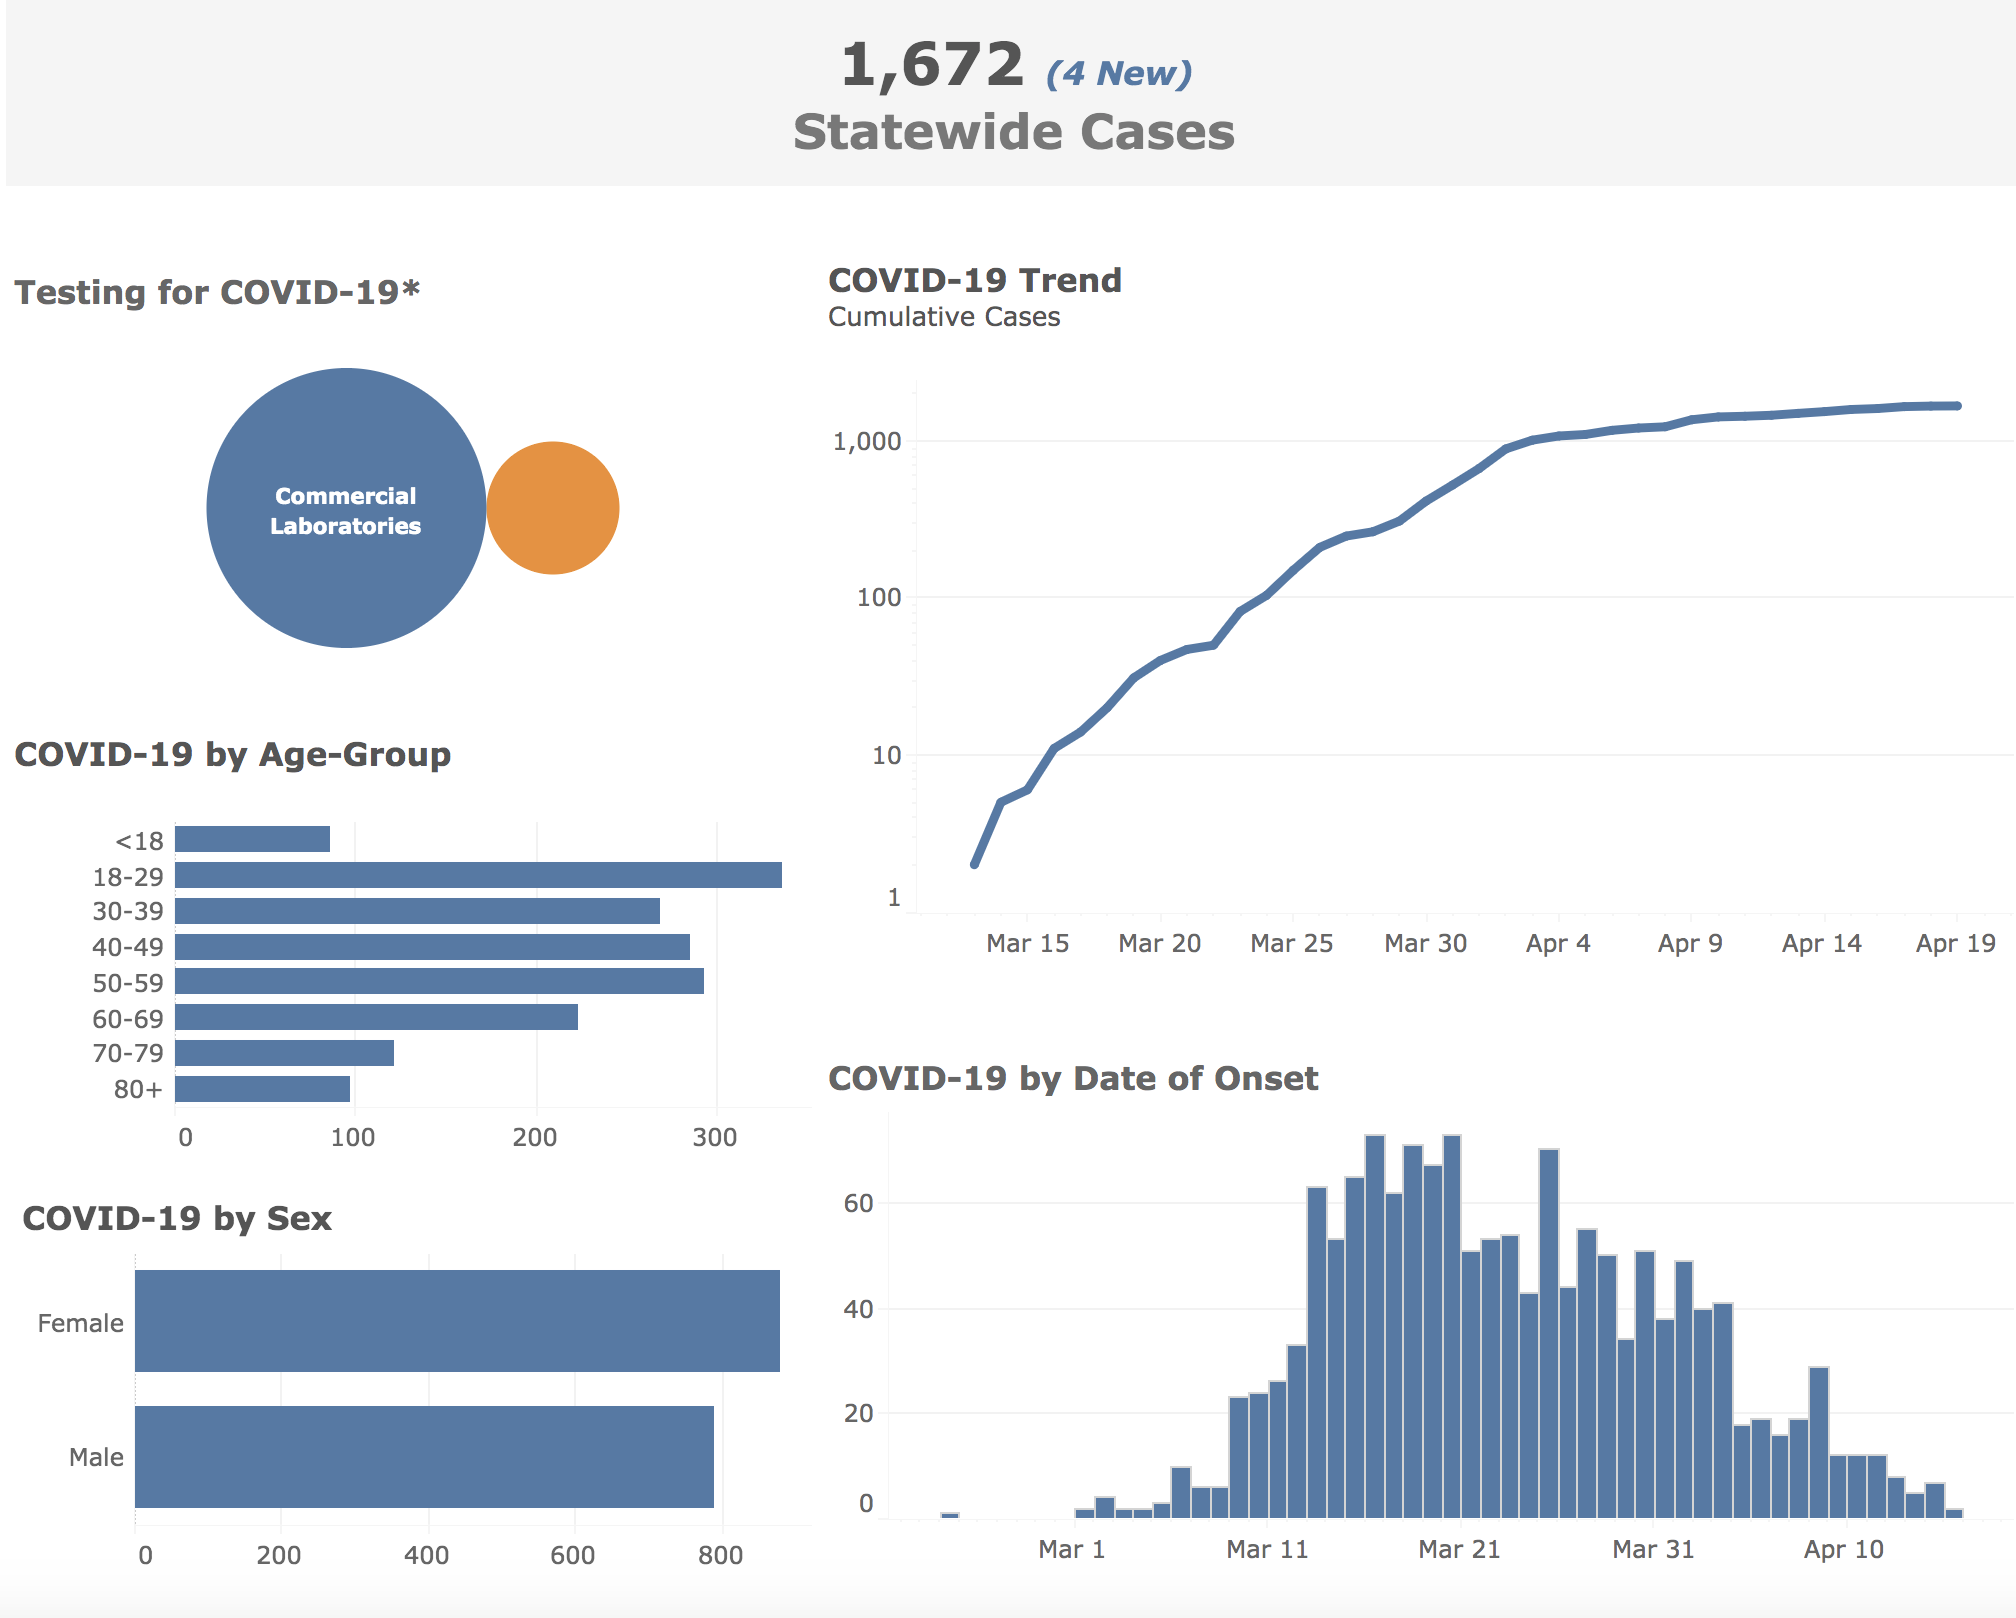 1,672 (4 New)
Statewide Cases
Testing for COVID-19*
Commercial
Laboratories
COVID-19 by Age-Group
<18
18-29
30-39
40-49
50-59
60-69
70-79
80+
0 100 200 300
COVID-19 by Sex
Female
Male
0 200 400 600 800
COVID-19 Trend
Cumulative Cases
1,000
100
10
1
Mar 15 Mar 20 Mar 25 Mar 30 Apr 4 Apr 9 Apr 14 Apr 19
COVID-19 by Date of Onset
60
40
20
0
Mar 1 Mar 11 Mar 21 Mar 31 Apr 10